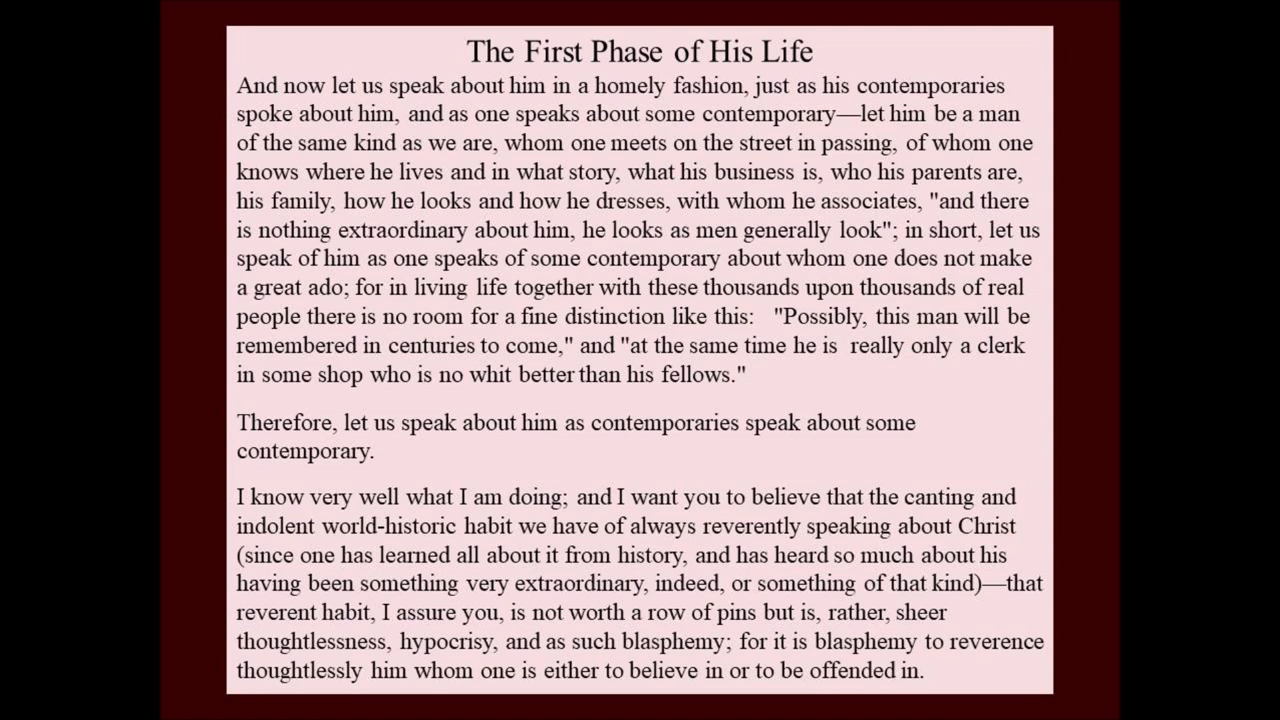 The First Phase of His Life
And now let us speak about him in a homely fashion, just as his contemporaries
spoke about him, and as one speaks about some contemporary—let him be a man
of the same kind as we are, whom one meets on the street in passing, of whom one
knows where he lives and in what story, what his business is, who his parents are,
his family, how he looks and how he dresses, with whom he associates, "and there
is nothing extraordinary about him, he looks as men generally look"; in short, let us
speak of him as one speaks of some contemporary about whom one does not make
a great ado; for in living life together with these thousands upon thousands of real
people there is no room for a fine distinction like this: "Possibly, this man will be
remembered in centuries to come," and "at the same time he is really only a clerk
in some shop who is no whit better than his fellows."
Therefore, let us speak about him as contemporaries speak about some
contemporary.
I know very well what I am doing; and I want you to believe that the canting and
indolent world-historic habit we have of always reverently speaking about Christ
(since one has learned all about it from history, and has heard so much about his
having been something very extraordinary, indeed, or something of that kind)—that
reverent habit, I assure you, is not worth a row of pins but is, rather, sheer
thoughtlessness, hypocrisy, and as such blasphemy; for it is blasphemy to reverence
thoughtlessly him whom one is either to believe in or to be offended in.